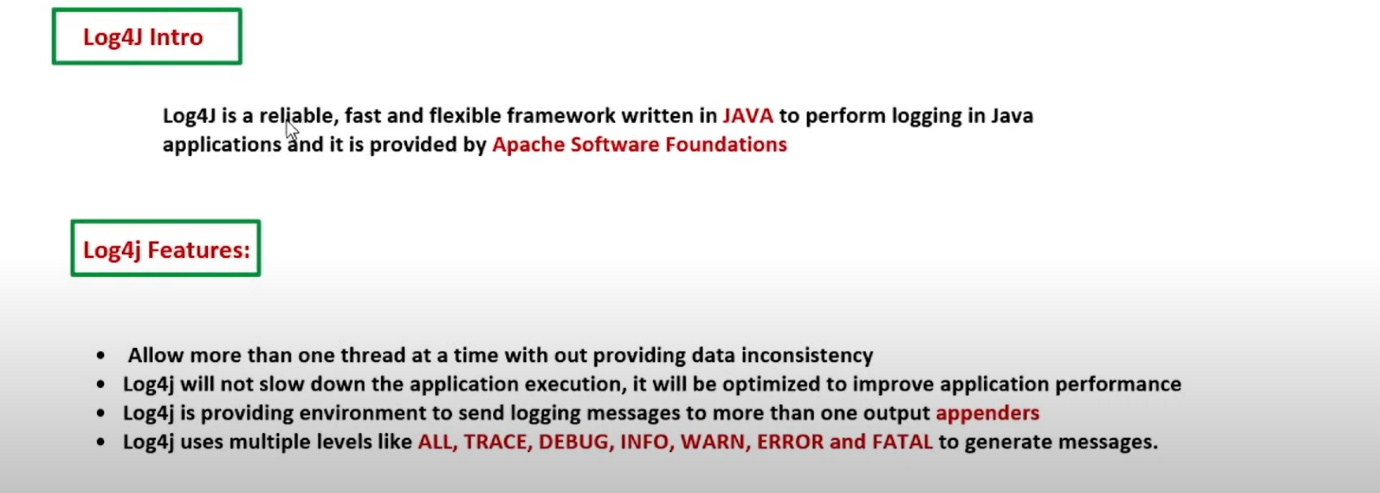 Log4J Intro
Log4J is a reliable, fast and flexible framework written in JAVA to perform logging in Java
applications and it is provided by Apache Software Foundations
Log4j Features:
• Allow more than one thread at a time with out providing data inconsistency
• Log4j will not slow down the application execution, it will be optimized to improve application performance
• Log4j is providing environment to send logging messages to more than one output appenders
• Log4j uses multiple levels like ALL, TRACE, DEBUG, INFO, WARN, ERROR and FATAL to generate messages.